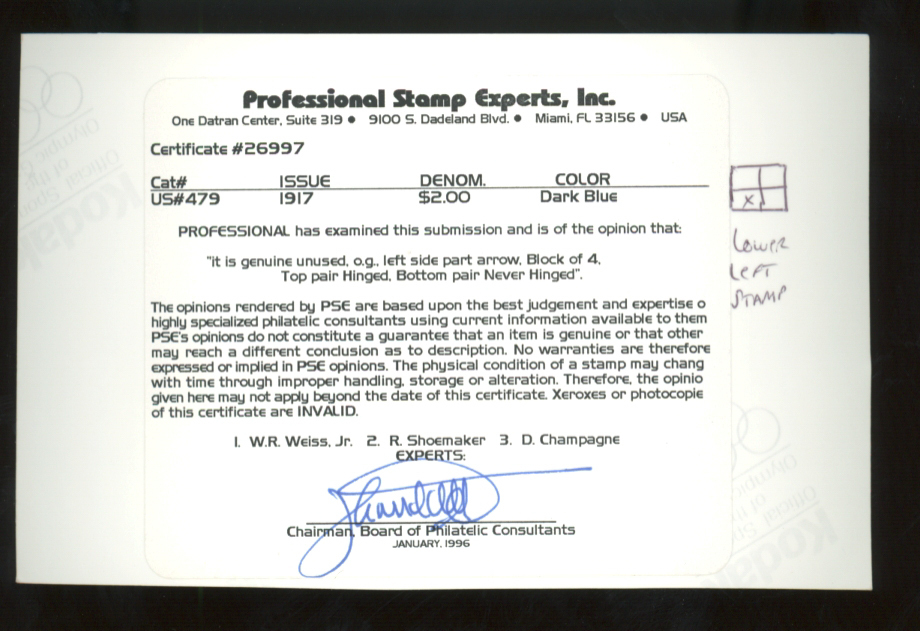 Professional Stamp Experts, Inc.
One Datran Center, Suite 319 ● 9100 S. Dadeland Blvd. ● Miami, FL 33156 ● USA
Certificate #26997
Cat# ISSUE DENOM. COLOR
US#479 1917 $2.00 Dark Blue
PROFESSIONAL has examined this submission and is of the opinion that:
"it is genuine unused, o.g., left side part arrow, Block of 4,
Top pair Hinged, Bottom pair Never Hinged".
The opinions rendered by PSE are based upon the best judgement and expertise o
highly specialized philatelic consultants using current information available to them
PSE's opinions do not constitute a guarantee that an item is genuine or that other
may reach a different conclusion as to description. No warranties are therefore
expressed or implied in PSE opinions. The physical condition of a stamp may chang
with time through improper handling, storage or alteration. Therefore, the opinio
given here may not apply beyond the date of this certificate. Xeroxes or photocopie
of this certificate are INVALID.
1. W.R. Weiss, Jr. 2. R. Shoemaker 3. D. Champagne
EXPERTS:
Chairman, Board of Philatelic Consultants
JANUARY, 1996
X
Lower
Left
STAMP
Kodak
Kodak